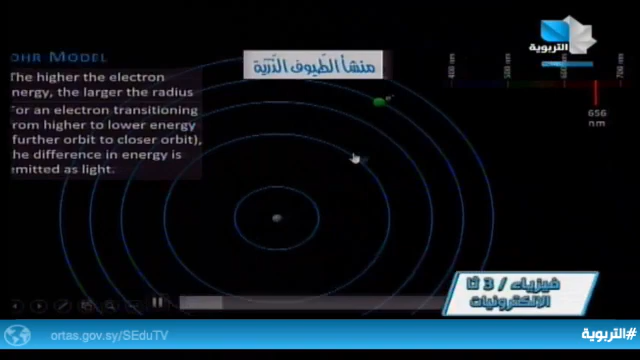 OHR MODEL
The higher the electron
nergy, the larger the radius
For an electron transitioning
rom higher to lower energy
further orbit to closer orbit),
he difference in energy is
emitted as light.
منشأ الطيوف الذرية
التربوية
400 nm
500 nm
600 nm
700 nm
656
nm
e⁻
فيزياء / 3 ثا
الإلكترونيات
ortas.gov.sy/SEduTV
#التربوية